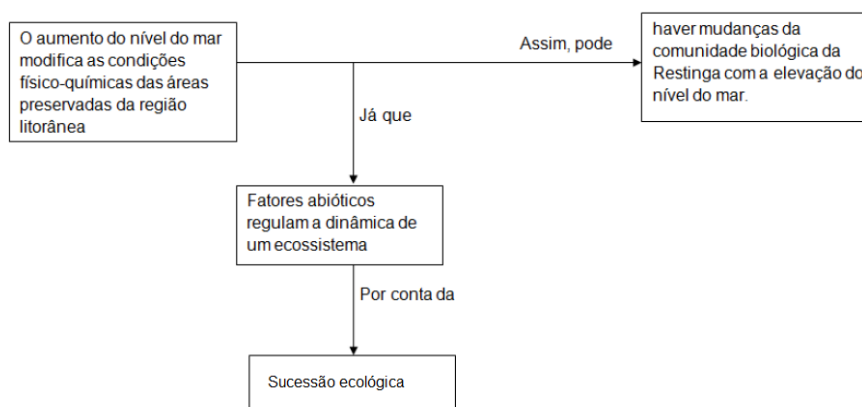 O aumento do nível do mar
modifica as condições
físico-químicas das áreas
preservadas da região
litorânea
Assim, pode
haver mudanças da
comunidade biológica da
Restinga com a elevação do
nível do mar.
Já que
Fatores abióticos
regulam a dinâmica de
um ecossistema
Por conta da
Sucessão ecológica